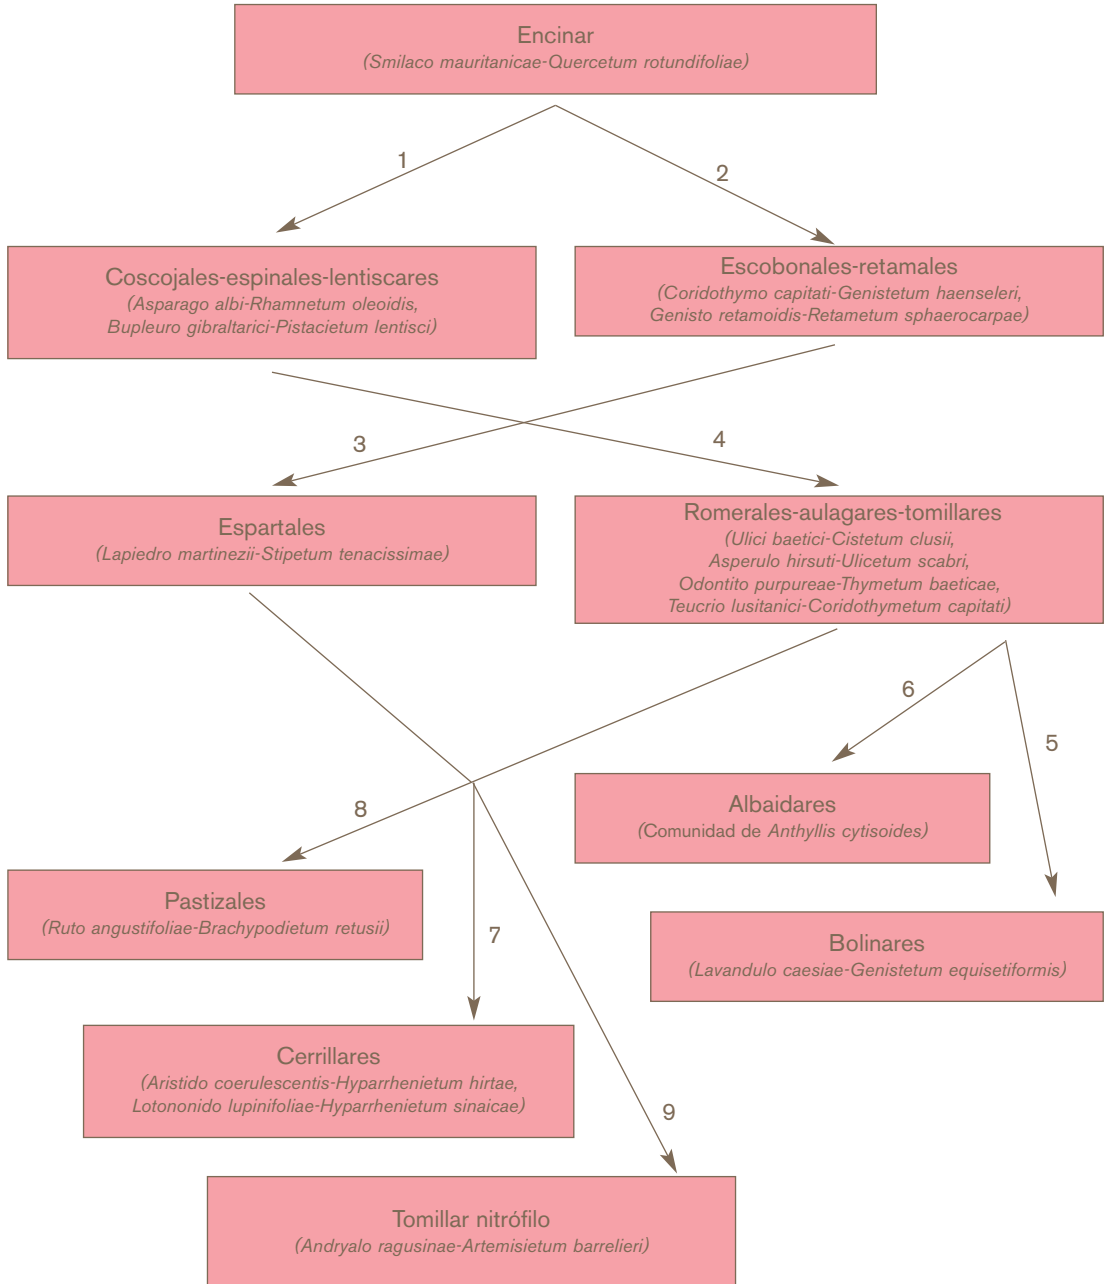 Encinar
(Smilaco mauritanicae-Quercetum rotundifoliae)
1
2
Coscojales-espinales-lentiscares
(Asparago albi-Rhamnetum oleoidis,
Bupleuro gibraltarici-Pistacietum lentisci)
Escobonales-retamales
(Coridothymo capitati-Genistetum haenseleri,
Genisto retamoidis-Retametum sphaerocarpae)
3
4
Espartales
(Lapiedro martinezii-Stipetum tenacissimae)
Romerales-aulagares-tomillares
(Ulici baetici-Cistetum clusii,
Asperulo hirsuti-Ulicetum scabri,
Odontito purpureae-Thymetum baeticae,
Teucrio lusitanici-Coridothymetum capitati)
6
5
Albaidares
(Comunidad de Anthyllis cytisoides)
8
Pastizales
(Ruto angustifoliae-Brachypodietum retusii)
7
Bolinares
(Lavandulo caesiae-Genistetum equisetiformis)
Cerrillares
(Aristido coerulescentis-Hyparrhenietum hirtae,
Lotononido lupinifoliae-Hyparrhenietum sinaicae)
9
Tomillar nitrófilo
(Andryalo ragusinae-Artemisietum barrelieri)